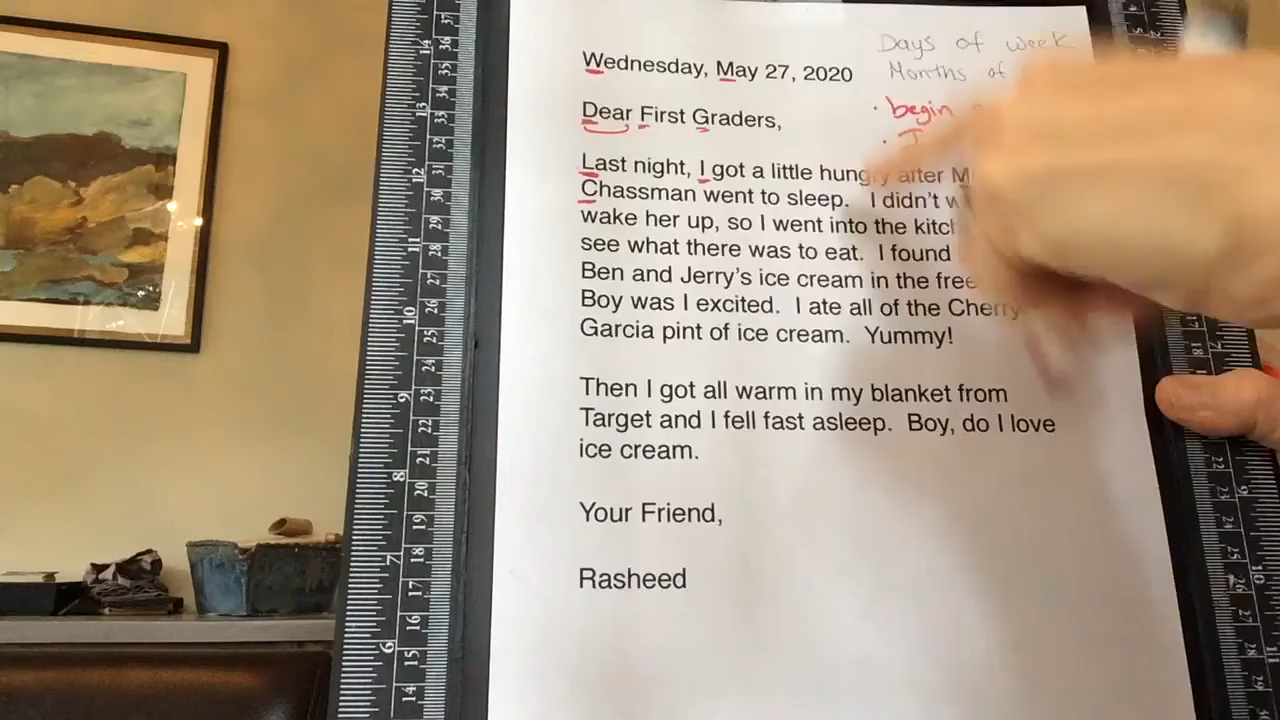 Days of week
Wednesday, May 27, 2020
Months of
Dear First Graders,
· begin
· I
Last night, I got a little hungry after M
Chassman went to sleep. I didn't w
wake her up, so I went into the kitch
see what there was to eat. I found
Ben and Jerry's ice cream in the free
Boy was I excited. I ate all of the Cherry
Garcia pint of ice cream. Yummy!
Then I got all warm in my blanket from
Target and I fell fast asleep. Boy, do I love
ice cream.
Your Friend,
Rasheed